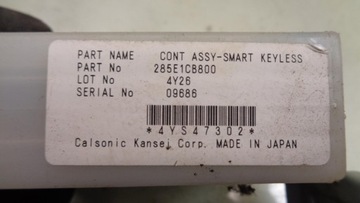 PART NAME CONT ASSY-SMART KEYLESS
PART No 285E1CB800
LOT No 4Y26
SERIAL No 09686
*4YS47302*
Calsonic Kansei Corp. MADE IN JAPAN